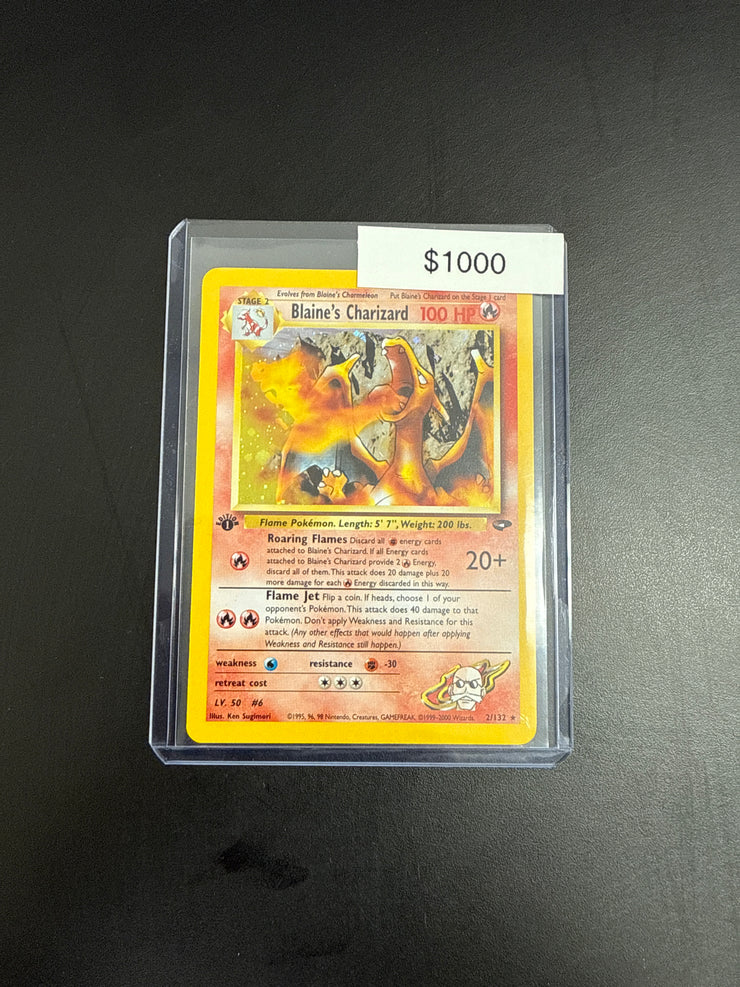 $1000
Evolves from Blaine's Charmeleon Put Blaine's Charizard on the Stage 1 card
STAGE 2
Blaine's Charizard 100 HP
EDITION
1
Flame Pokémon. Length: 5' 7", Weight: 200 lbs.
Roaring Flames Discard all energy cards
attached to Blaine's Charizard. If all Energy cards
attached to Blaine's Charizard provide 2 Energy,
discard all of them. This attack does 20 damage plus 20
more damage for each Energy discarded in this way.
20+
Flame Jet Flip a coin. If heads, choose 1 of your
opponent's Pokémon. This attack does 40 damage to that
Pokémon. Don't apply Weakness and Resistance for this
attack. (Any other effects that would happen after applying
Weakness and Resistance still happen.)
weakness resistance -30
retreat cost
LV. 50 #6
Illus. Ken Sugimori ©1995, 96, 98 Nintendo, Creatures, GAMEFREAK. ©1999-2000 Wizards. 2/132